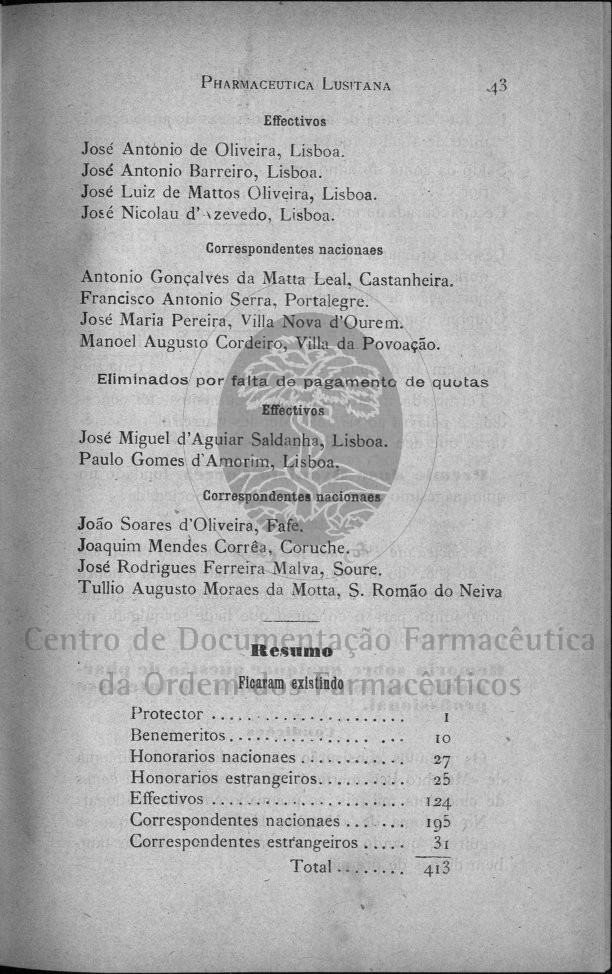 PHARMACEUTICA LUSITANA 43
Effectivos
José António de Oliveira, Lisboa.
José Antonio Barreiro, Lisboa.
José Luiz de Mattos Oliveira, Lisboa.
José Nicolau d'Azevedo, Lisboa.
Correspondentes nacionaes
Antonio Gonçalves da Matta Leal, Castanheira.
Francisco Antonio Serra, Portalegre.
José Maria Pereira, Villa Nova d'Ourem.
Manoel Augusto Cordeiro, Villa da Povoação.
Eliminados por falta de pagamento de quotas
Effectivos
José Miguel d'Aguiar Saldanha, Lisboa.
Paulo Gomes d'Amorim, Lisboa.
Correspondentes nacionaes
João Soares d'Oliveira, Fafe.
Joaquim Mendes Corrêa, Coruche.
José Rodrigues Ferreira Malva, Soure.
Tullio Augusto Moraes da Motta, S. Romão do Neiva
Centro de Documentação Farmacêutica
da Ordem dos Farmacêuticos
Resumo
Ficaram existindo
Protector ........................ 1
Benemeritos ........................ 10
Honorarios nacionaes ............ 27
Honorarios estrangeiros.......... 25
Effectivos ........................ 124
Correspondentes nacionaes ...... 195
Correspondentes estrangeiros ..... 31
Total ........ 413